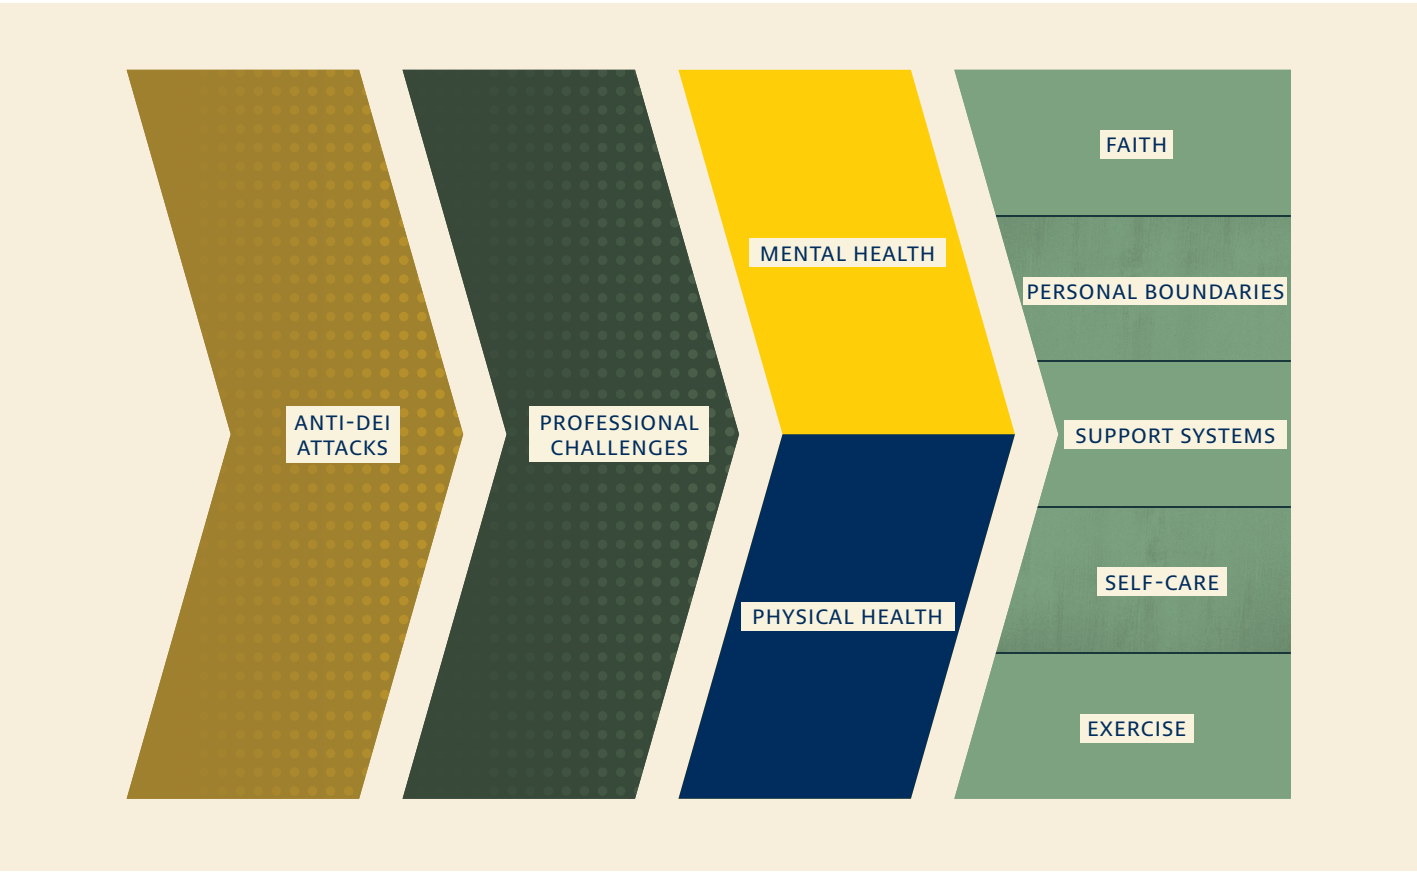 ANTI-DEI
ATTACKS
PROFESSIONAL
CHALLENGES
MENTAL HEALTH
PHYSICAL HEALTH
FAITH
PERSONAL BOUNDARIES
SUPPORT SYSTEMS
SELF-CARE
EXERCISE